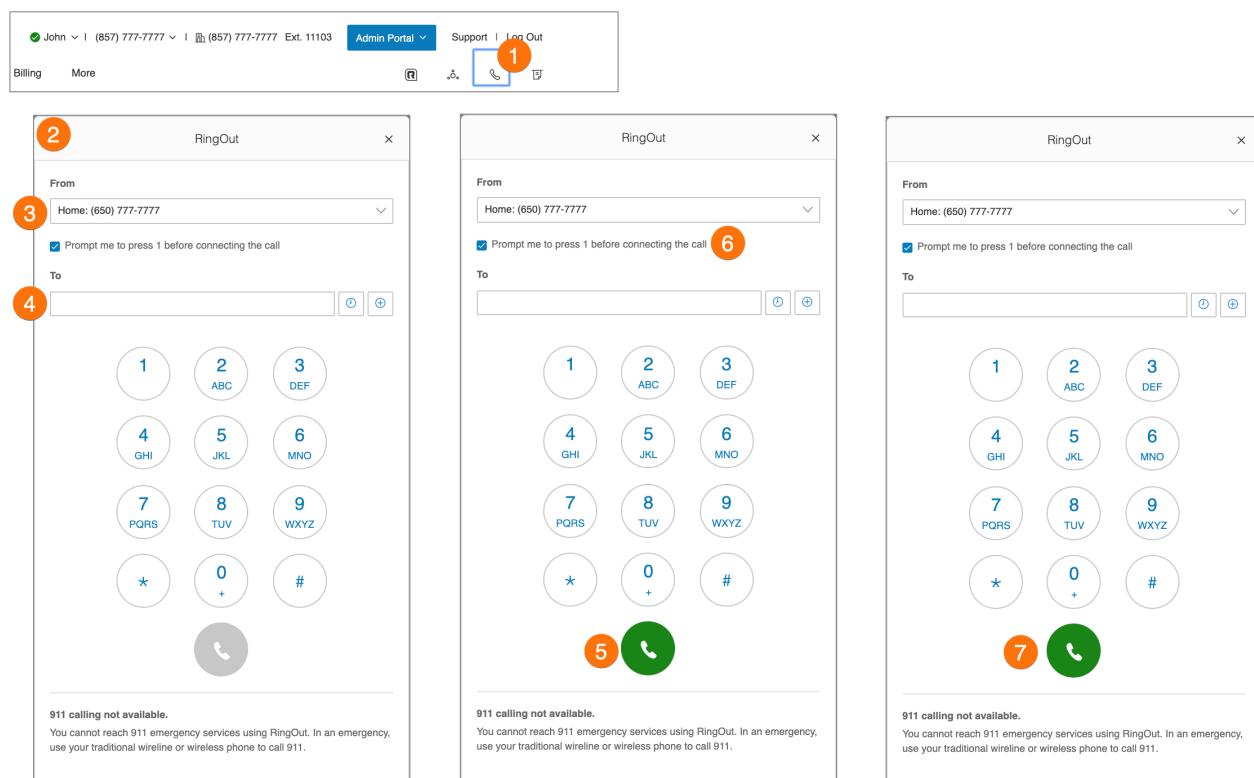 John | (857) 777-7777 | (857) 777-7777 Ext. 11103 Admin Portal Support | Log Out
1
Billing More
2
RingOut
From
3
Home: (650) 777-7777
Prompt me to press 1 before connecting the call
To
4
1
2 ABC
3 DEF
4 GHI
5 JKL
6 MNO
7 PQRS
8 TUV
9 WXYZ
*
0 +
#
911 calling not available.
You cannot reach 911 emergency services using RingOut. In an emergency,
use your traditional wireline or wireless phone to call 911.
RingOut
From
Home: (650) 777-7777
Prompt me to press 1 before connecting the call 6
To
1
2 ABC
3 DEF
4 GHI
5 JKL
6 MNO
7 PQRS
8 TUV
9 WXYZ
*
0 +
#
5
911 calling not available.
You cannot reach 911 emergency services using RingOut. In an emergency,
use your traditional wireline or wireless phone to call 911.
RingOut
From
Home: (650) 777-7777
Prompt me to press 1 before connecting the call
To
1
2 ABC
3 DEF
4 GHI
5 JKL
6 MNO
7 PQRS
8 TUV
9 WXYZ
*
0 +
#
7
911 calling not available.
You cannot reach 911 emergency services using RingOut. In an emergency,
use your traditional wireline or wireless phone to call 911.